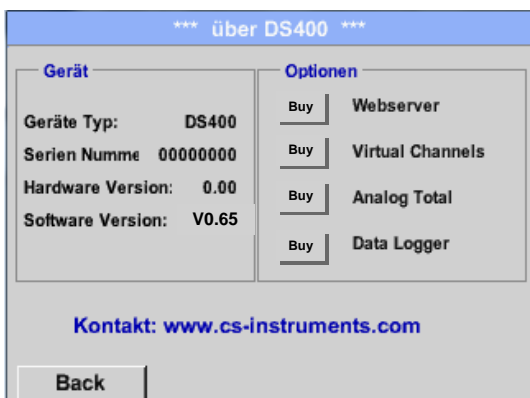 *** über DS400 ***
Gerät
Geräte Typ: DS400
Serien Numme 00000000
Hardware Version: 0.00
Software Version: V0.65
Optionen
Buy Webserver
Buy Virtual Channels
Buy Analog Total
Buy Data Logger
Kontakt: www.cs-instruments.com
Back